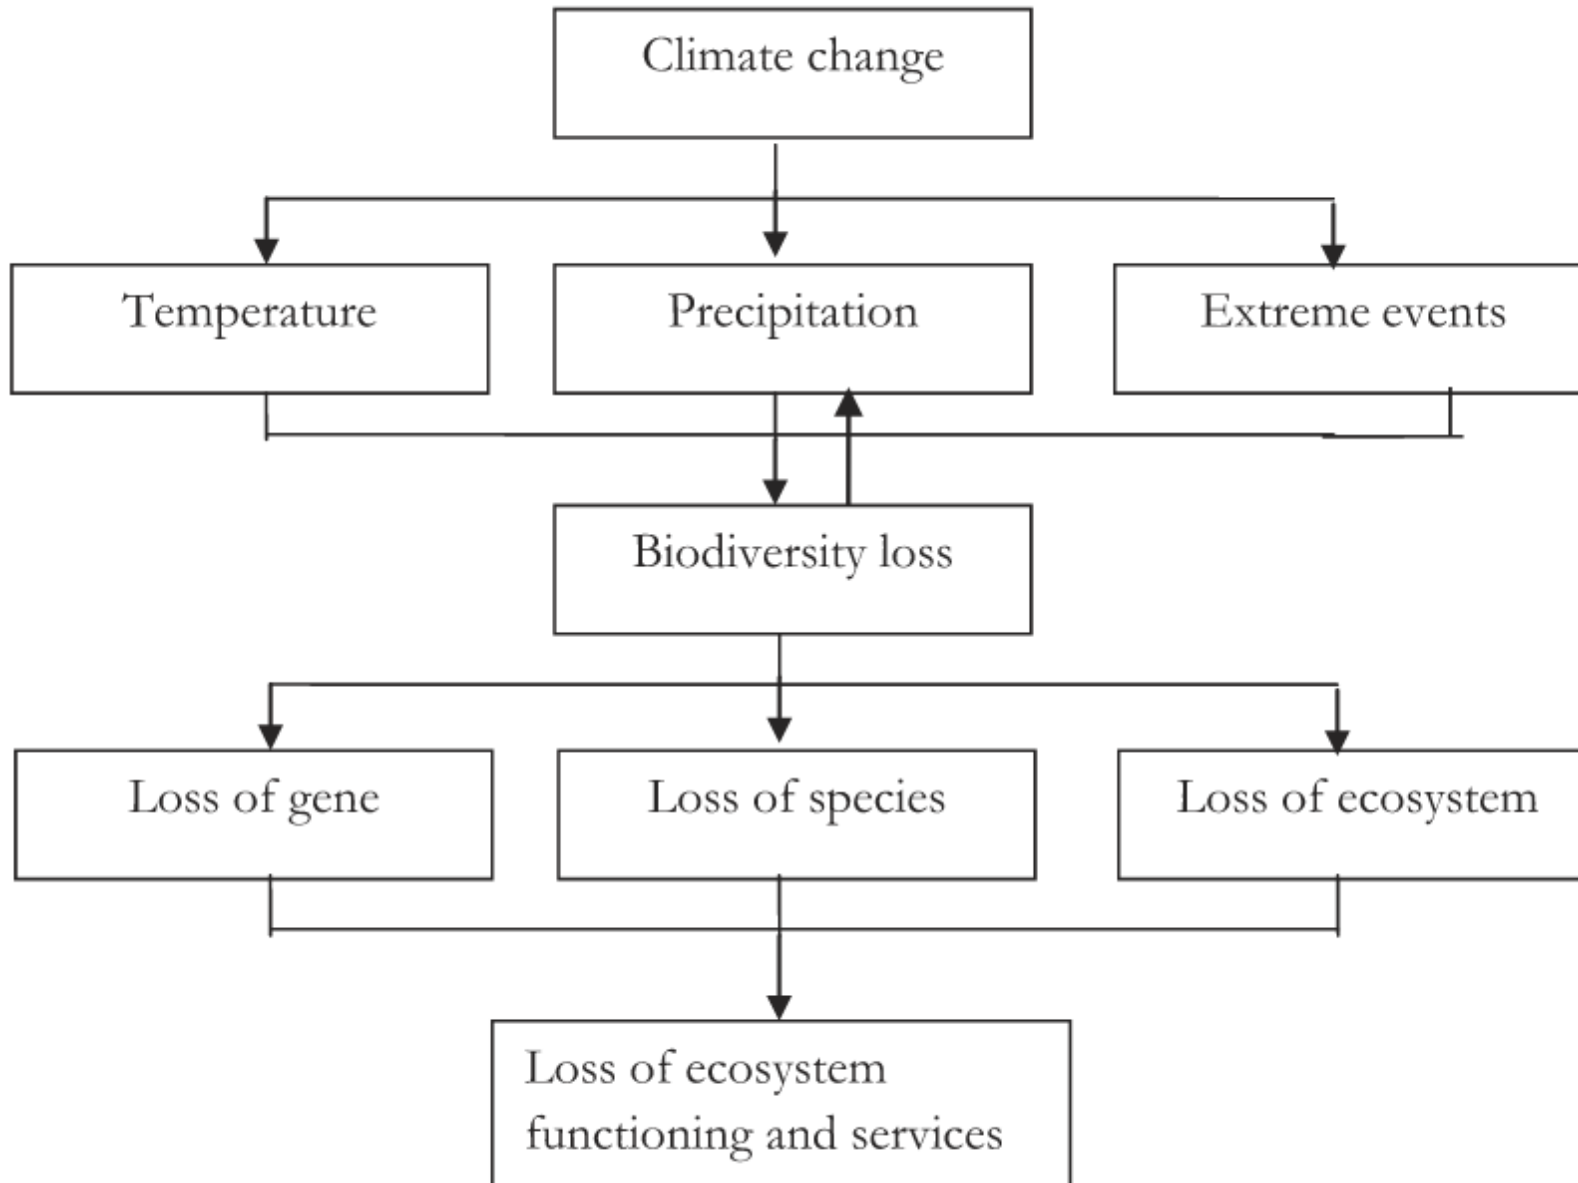 Climate change
Temperature
Precipitation
Extreme events
Biodiversity loss
Loss of gene
Loss of species
Loss of ecosystem
Loss of ecosystem
functioning and services